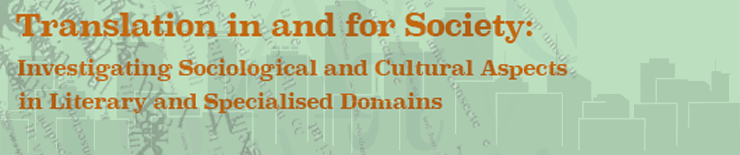 Translation in and for Society:
Investigating Sociological and Cultural Aspects
in Literary and Specialised Domains